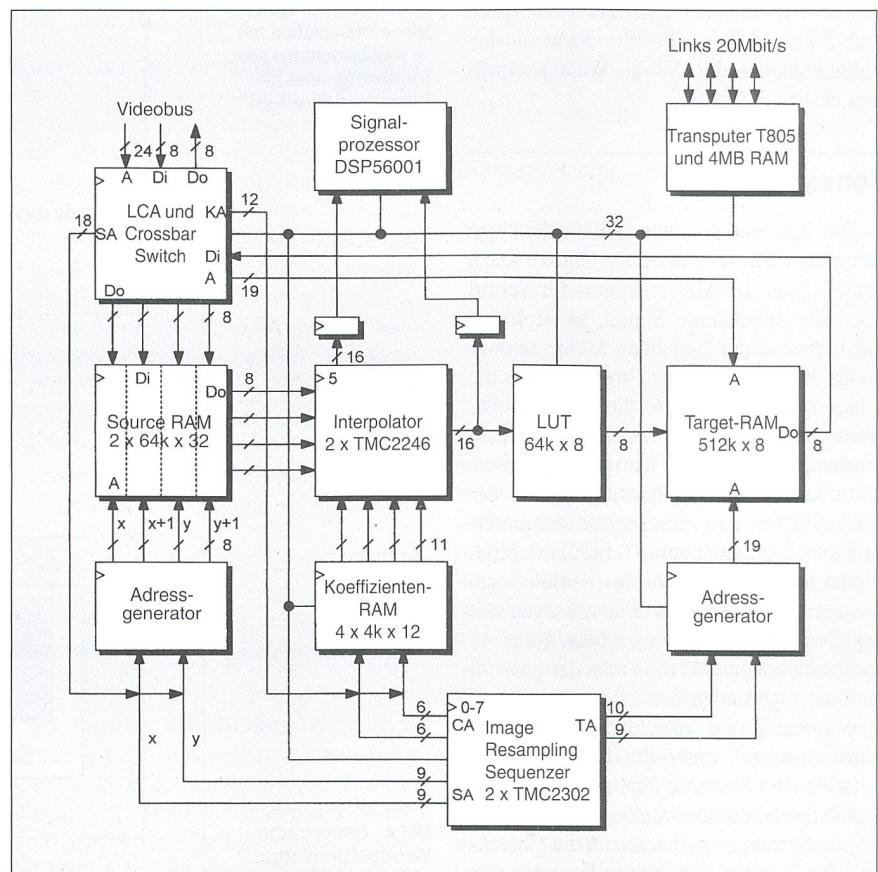 Links 20Mbit/s
Videobus
24 8 8
A Di Do
LCA und
Crossbar
Switch
KA
12
18
SA
Di
A
19
Do
8
Signal-
prozessor
DSP56001
Transputer T805
und 4MB RAM
32
16
Di
Do
8
Source RAM
2 x 64k x 32
A
5
Interpolator
2 x TMC2246
16
LUT
64k x 8
8
A
Target-RAM
512k x 8
Do
8
A
x x+1 y y+1
8
11
19
Adress-
generator
Koeffizienten-
RAM
4 x 4k x 12
Adress-
generator
x y
6
6
0-7
CA
Image
Resampling
Sequenzer
2 x TMC2302
TA
10
9
9
9
SA